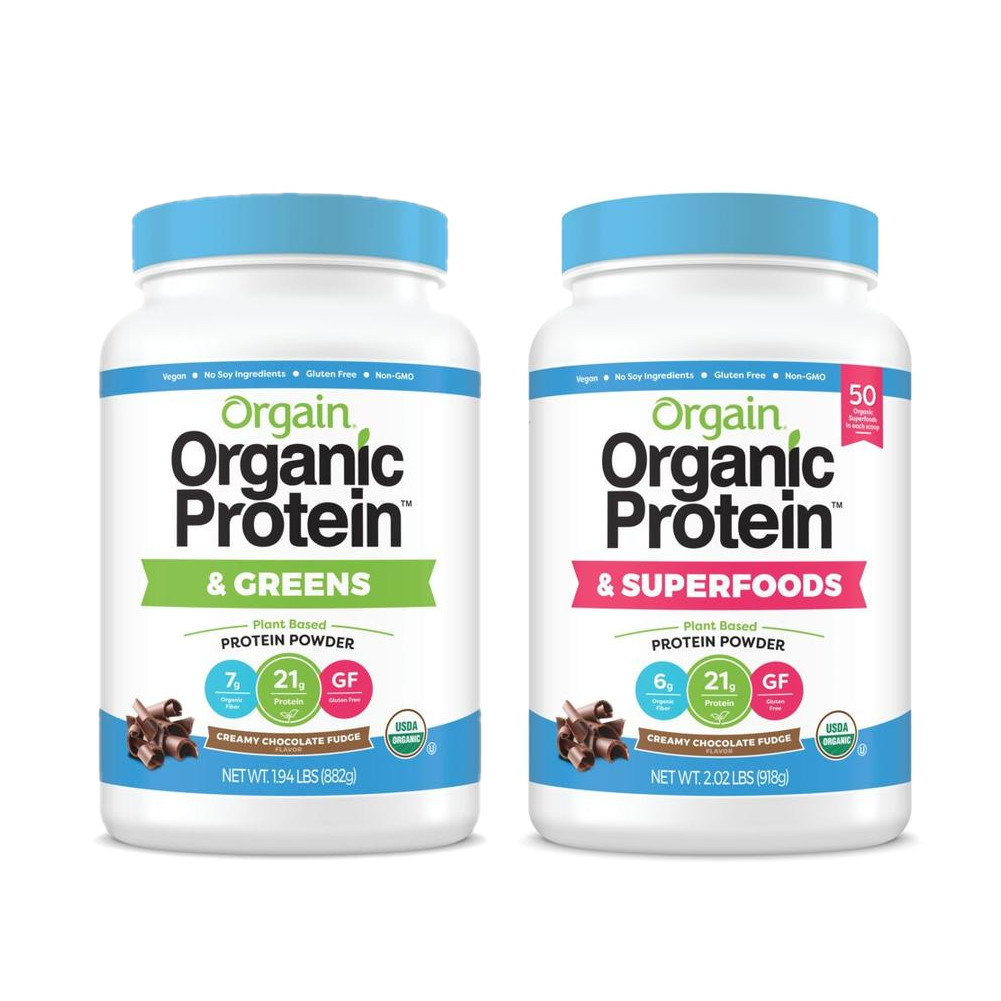 Vegan • No Soy Ingredients • Gluten Free • Non-GMO
Orgain®
Organic
Protein™
& GREENS
Plant Based
PROTEIN POWDER
7g
Organic
Fiber
21g
Protein
GF
Gluten Free
CREAMY CHOCOLATE FUDGE
FLAVOR
USDA
ORGANIC
U
NET WT. 1.94 LBS (882g)
Vegan • No Soy Ingredients • Gluten Free • Non-GMO
50
Organic
Superfoods
in each scoop
Orgain®
Organic
Protein™
& SUPERFOODS
Plant Based
PROTEIN POWDER
6g
Organic
Fiber
21g
Protein
GF
Gluten
Free
CREAMY CHOCOLATE FUDGE
FLAVOR
USDA
ORGANIC
U
NET WT. 2.02 LBS (918g)